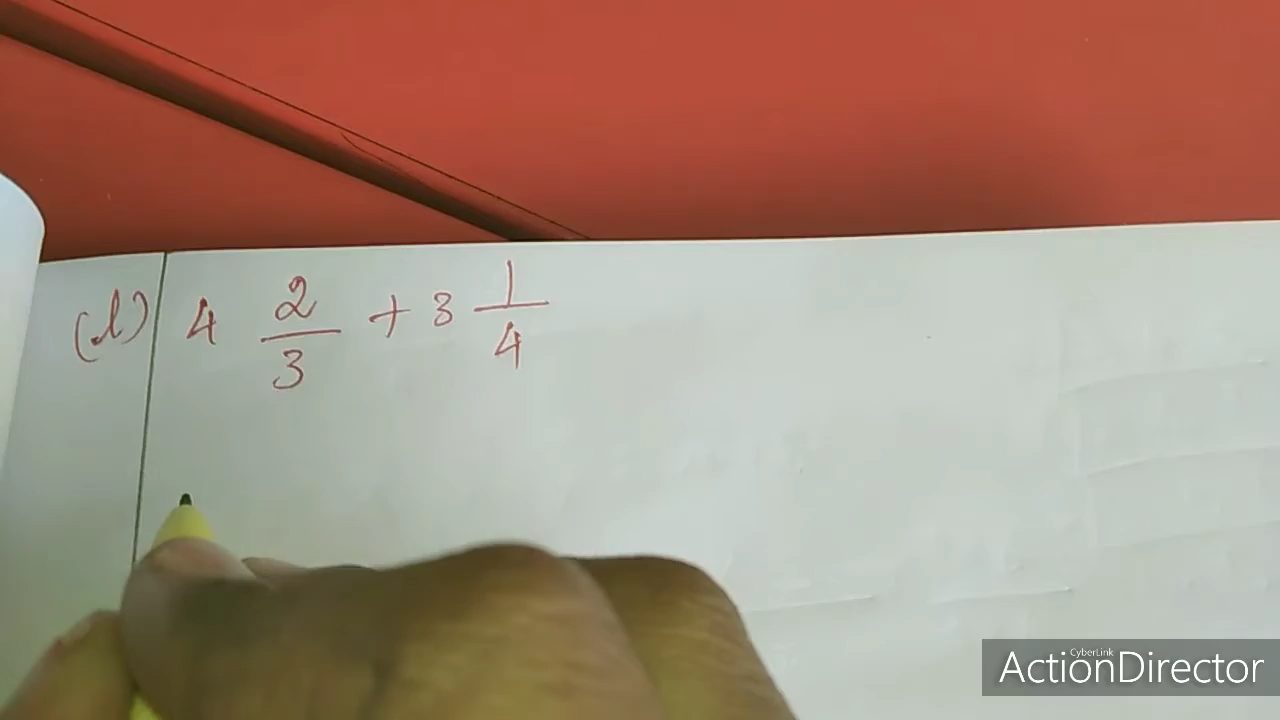 (l) 4 2/3 + 3 1/4
CyberLink
ActionDirector